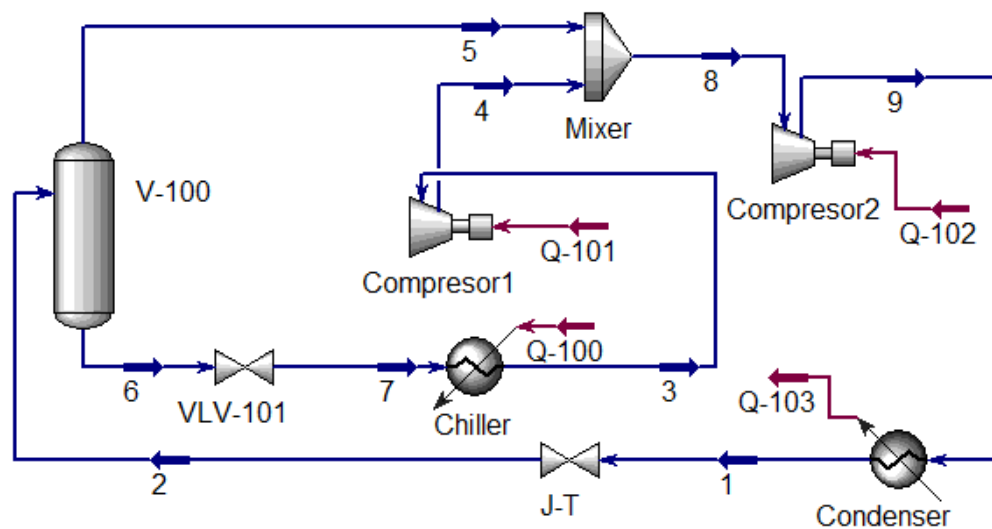 5
8
9
4
Mixer
V-100
Compresor2
Q-101
Q-102
Compresor1
Q-100
6
7
3
Q-103
VLV-101
Chiller
2
J-T
1
Condenser